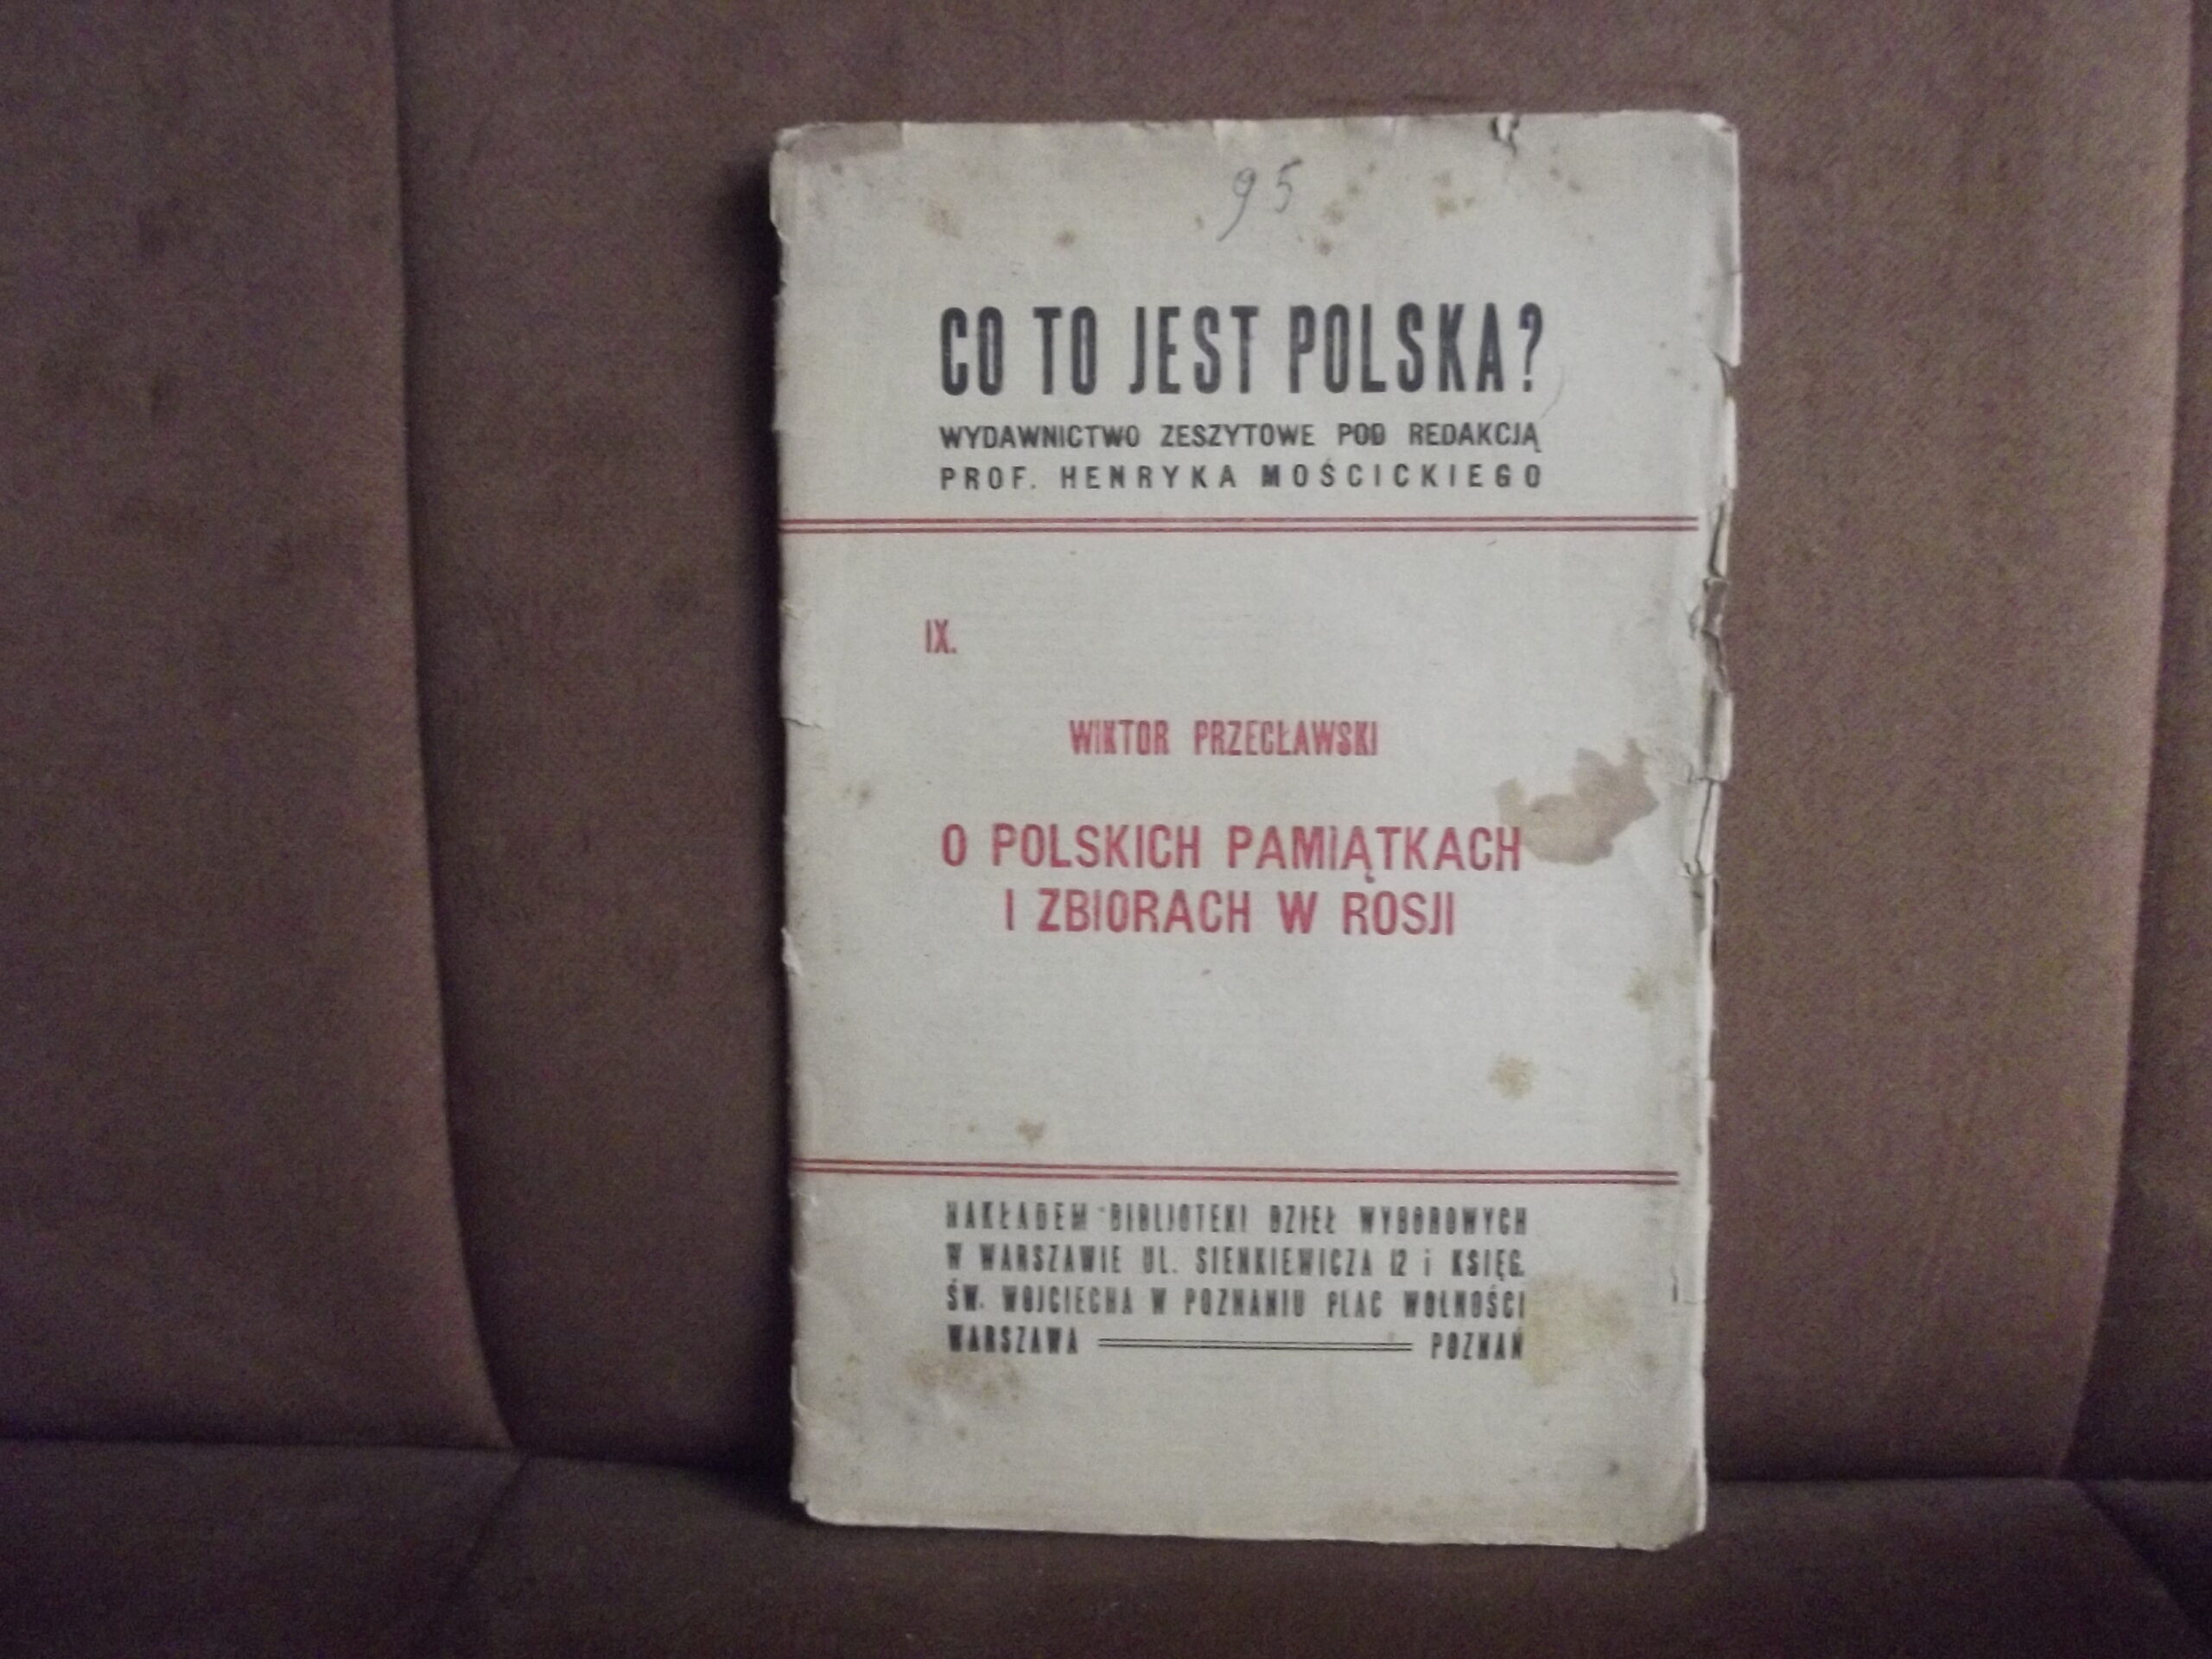 95
CO TO JEST POLSKA?
WYDAWNICTWO ZESZYTOWE POD REDAKCJĄ
PROF. HENRYKA MOŚCICKIEGO
IX.
WIKTOR PRZECŁAWSKI
O POLSKICH PAMIĄTKACH
I ZBIORACH W ROSJI
NAKŁADEM BIBLJOTEKI DZIEŁ WYBOROWYCH
W WARSZAWIE UL. SIENKIEWICZA 12 i KSIĘG.
ŚW. WOJCIECHA W POZNANIU PLAC WOLNOŚCI
WARSZAWA POZNAŃ